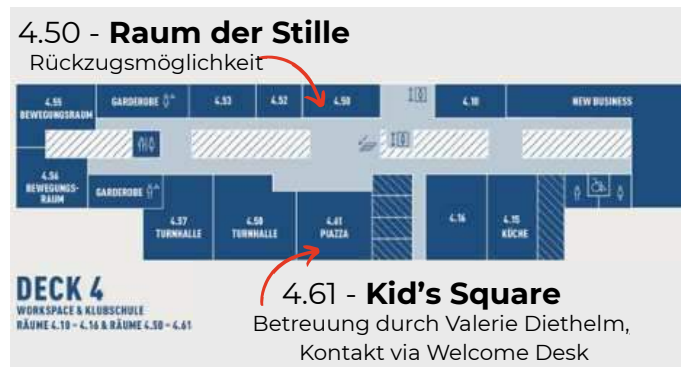 4.50 - Raum der Stille
Rückzugsmöglichkeit
4.55
BEWEGUNGSRAUM
GARDEROBE
4.53
4.52
4.50
4.10
NEW BUSINESS
4.56
BEWEGUNGS-
RAUM
GARDEROBE
4.57
TURNHALLE
4.58
TURNHALLE
4.61
PIAZZA
4.16
4.15
KÜCHE
DECK 4
WORKSPACE & KLUBSCHULE
RÄUME 4.10 - 4.16 & RÄUME 4.50 - 4.61
4.61 - Kid's Square
Betreuung durch Valerie Diethelm,
Kontakt via Welcome Desk